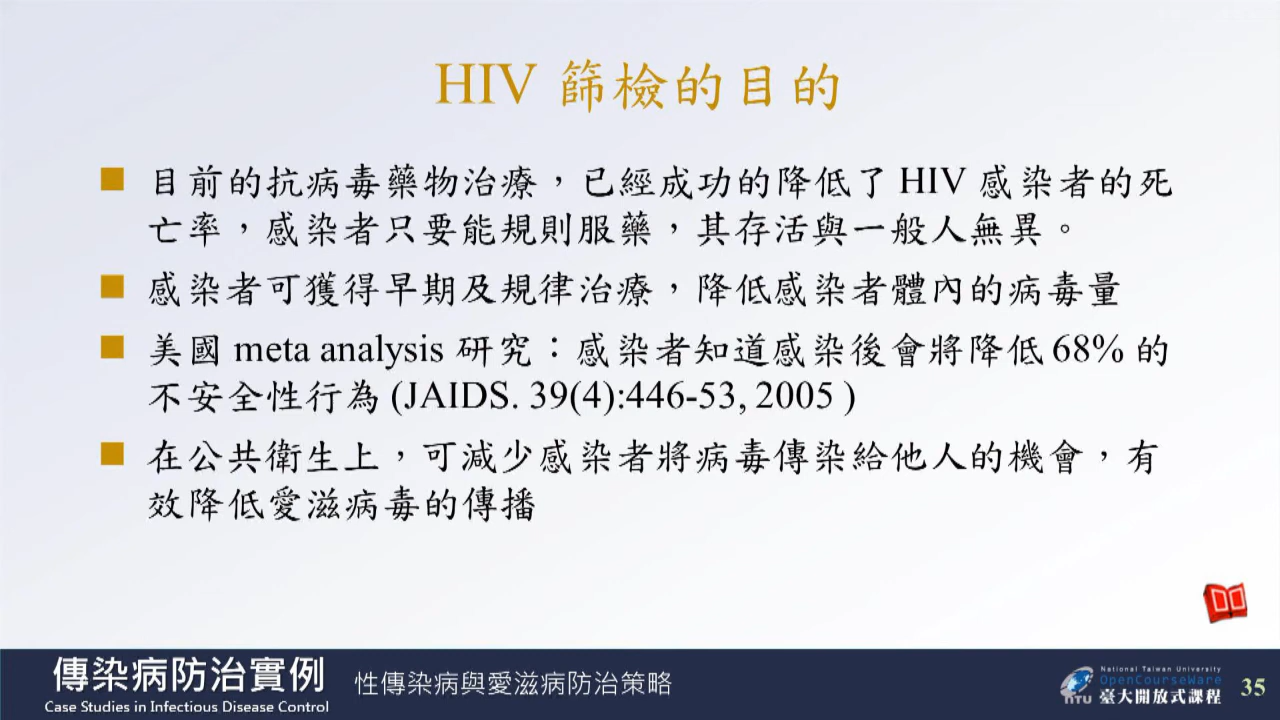 HIV 篩檢的目的
目前的抗病毒藥物治療，已經成功的降低了 HIV 感染者的死
亡率，感染者只要能規則服藥，其存活與一般人無異。
感染者可獲得早期及規律治療，降低感染者體內的病毒量
美國 meta analysis 研究：感染者知道感染後會將降低 68% 的
不安全性行為 (JAIDS. 39(4):446-53, 2005 )
在公共衛生上，可減少感染者將病毒傳染給他人的機會，有
效降低愛滋病毒的傳播
傳染病防治實例
Case Studies in Infectious Disease Control
性傳染病與愛滋病防治策略
National Taiwan University
OpenCourseWare
NTU 臺大開放式課程
35